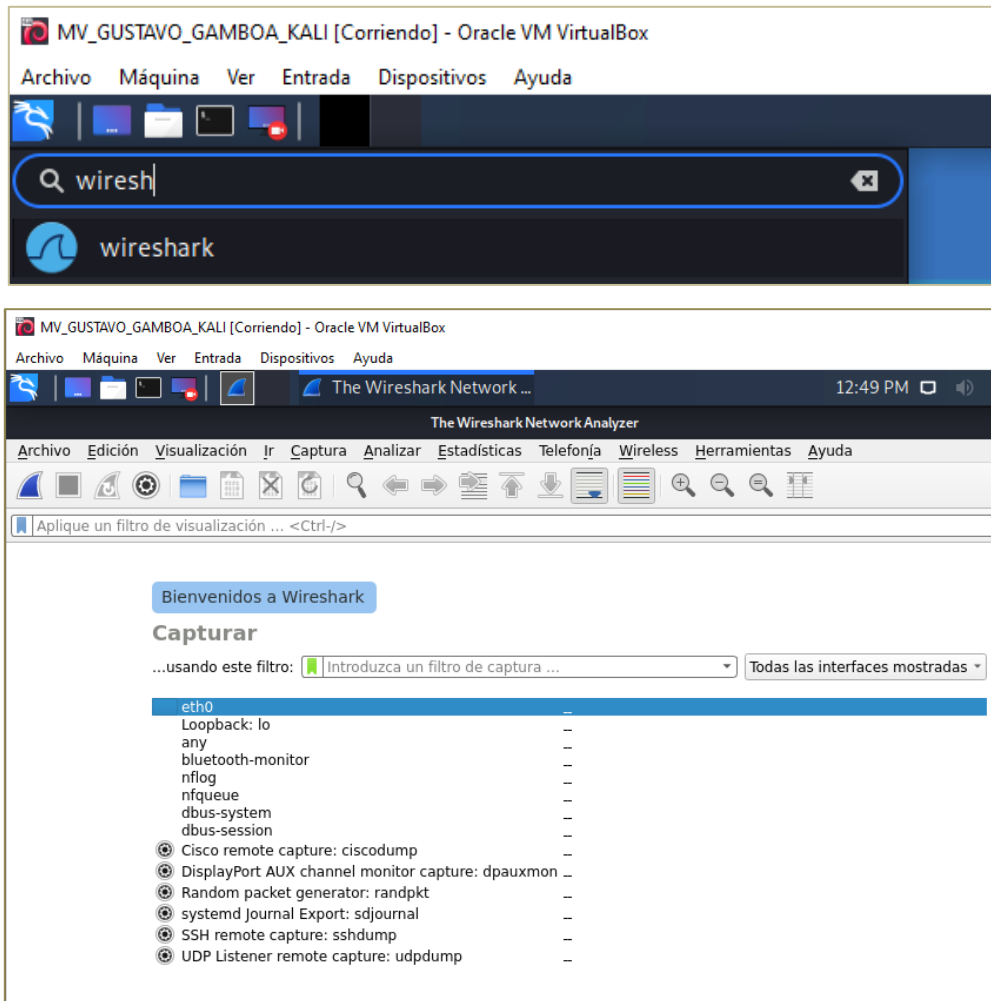 MV_GUSTAVO_GAMBOA_KALI [Corriendo] - Oracle VM VirtualBox
Archivo Máquina Ver Entrada Dispositivos Ayuda
wiresh
wireshark
MV_GUSTAVO_GAMBOA_KALI [Corriendo] - Oracle VM VirtualBox
Archivo Máquina Ver Entrada Dispositivos Ayuda
The Wireshark Network ... 12:49 PM
The Wireshark Network Analyzer
Archivo Edición Visualización Ir Captura Analizar Estadísticas Telefonía Wireless Herramientas Ayuda
Aplique un filtro de visualización ... <Ctrl-/>
Bienvenidos a Wireshark
Capturar
...usando este filtro: Introduzca un filtro de captura ... Todas las interfaces mostradas
eth0
Loopback: lo
any
bluetooth-monitor
nflog
nfqueue
dbus-system
dbus-session
Cisco remote capture: ciscodump
DisplayPort AUX channel monitor capture: dpauxmon
Random packet generator: randpkt
systemd Journal Export: sdjournal
SSH remote capture: sshdump
UDP Listener remote capture: udpdump